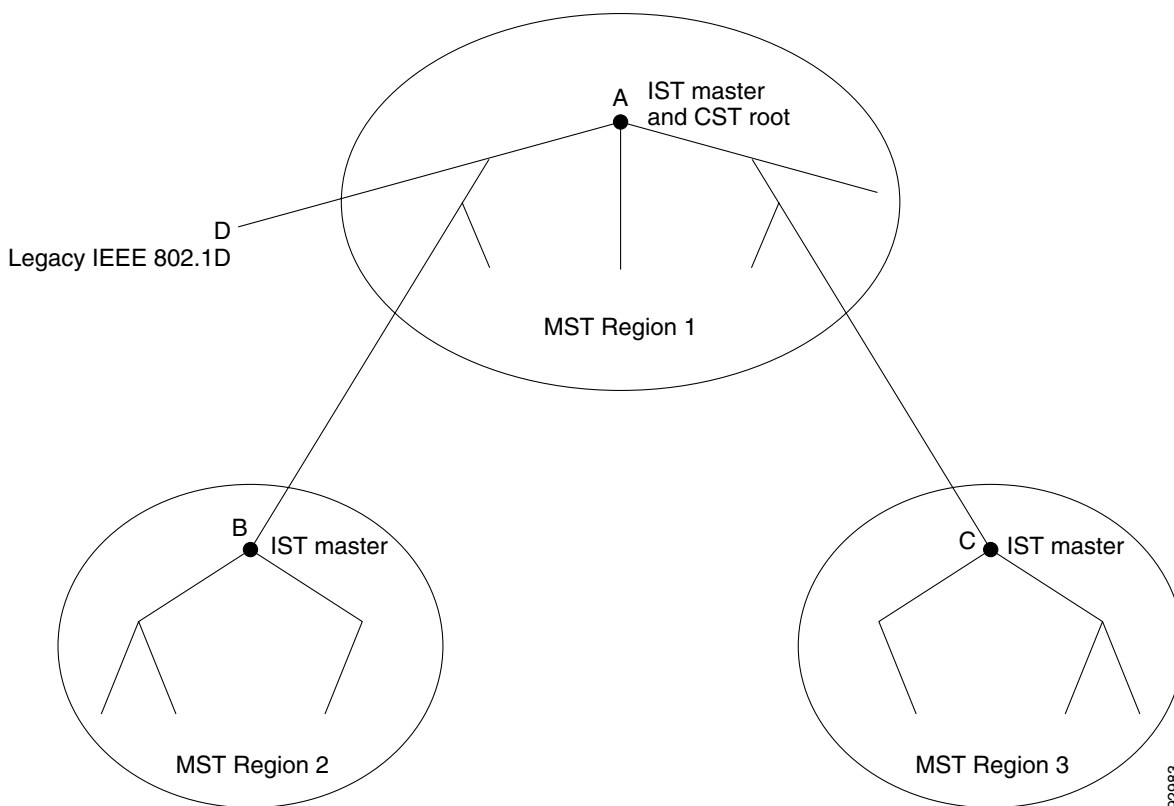 A
IST master
and CST root
D
Legacy IEEE 802.1D
MST Region 1
B
IST master
C
IST master
MST Region 2
MST Region 3